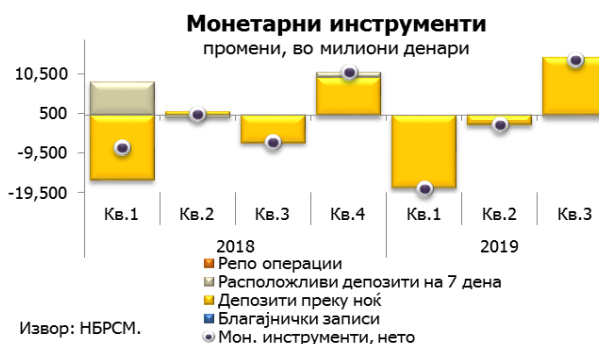 Монетарни инструменти
промени, во милиони денари
10,500
500
-9,500
-19,500
Кв.1 Кв.2 Кв.3 Кв.4 Кв.1 Кв.2 Кв.3
2018 2019
Репо операции
Расположливи депозити на 7 дена
Депозити преку ноќ
Благајнички записи
Извор: НБРСМ. Мон. инструменти, нето